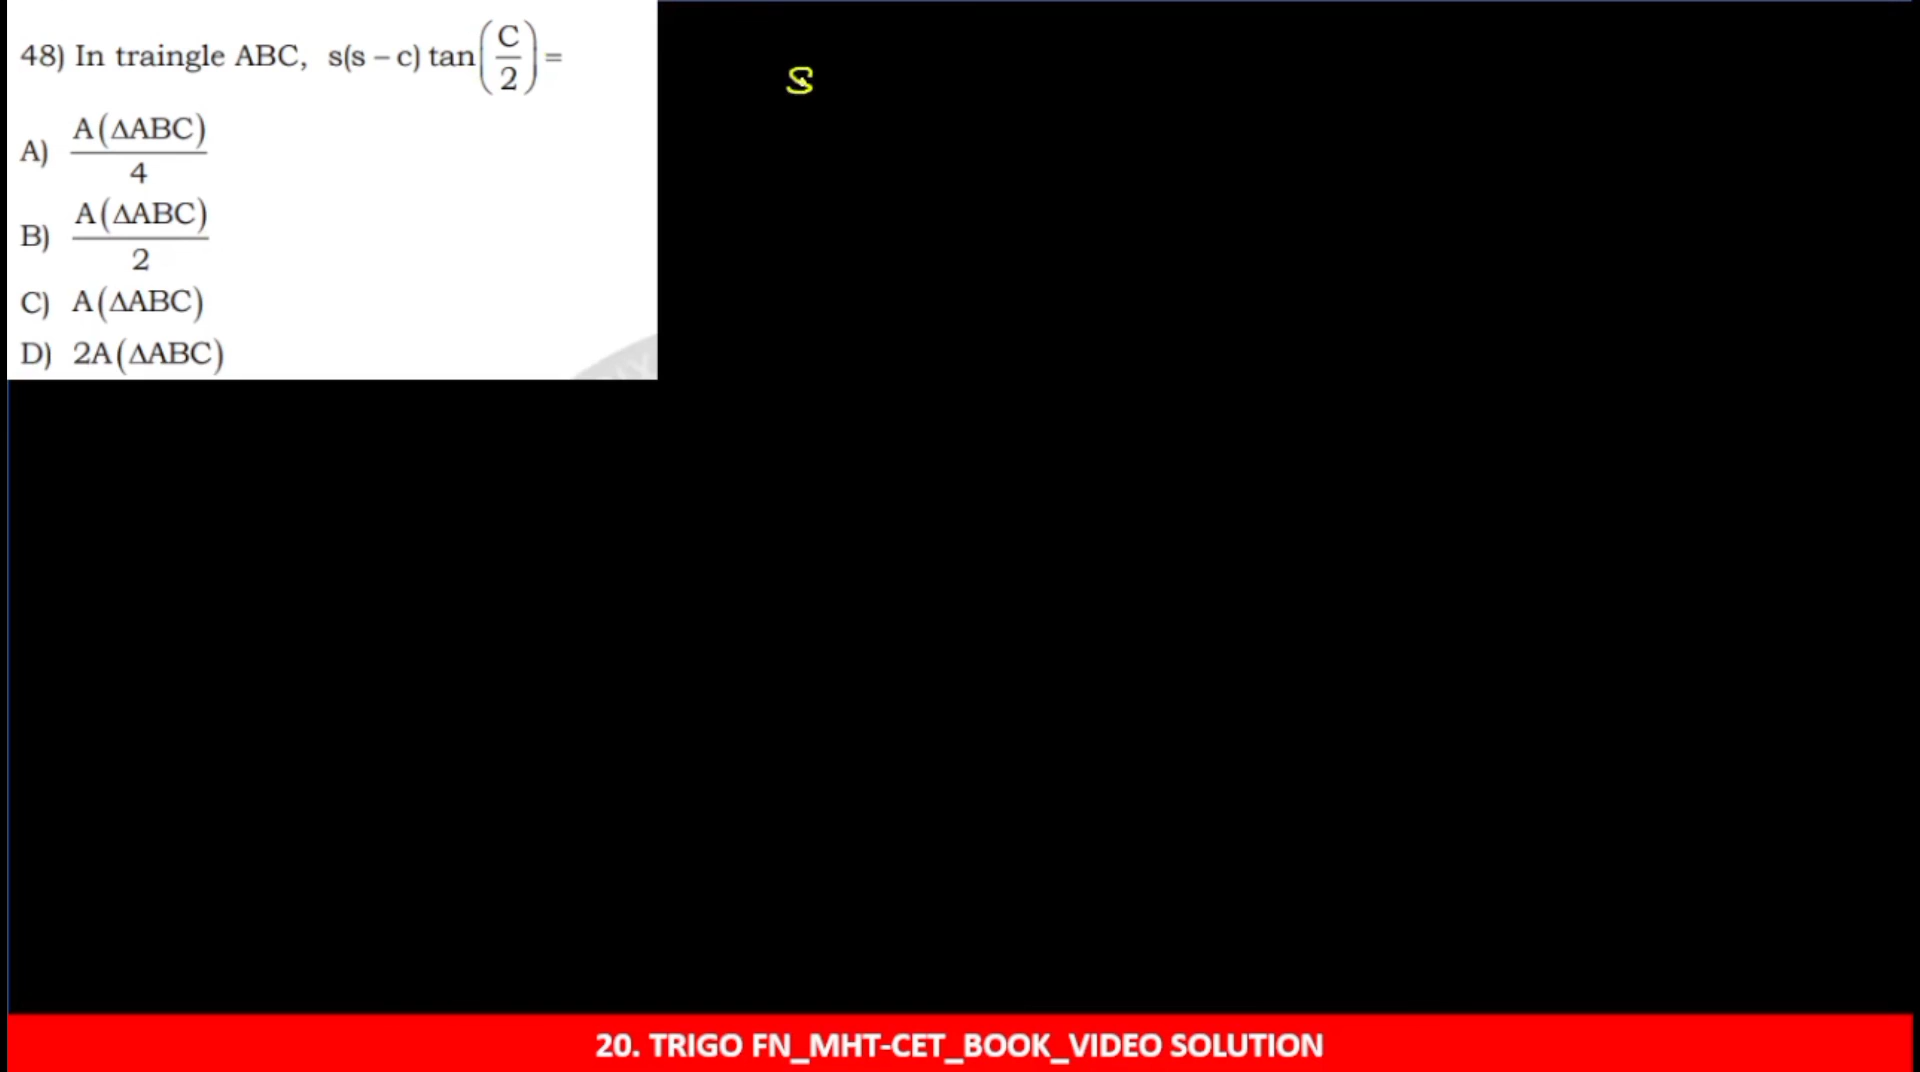 48) In traingle ABC, s(s – c) tan(C/2) =
A) A(ΔABC)/4
B) A(ΔABC)/2
C) A(ΔABC)
D) 2A(ΔABC)
S
20. TRIGO FN_MHT-CET_BOOK_VIDEO SOLUTION